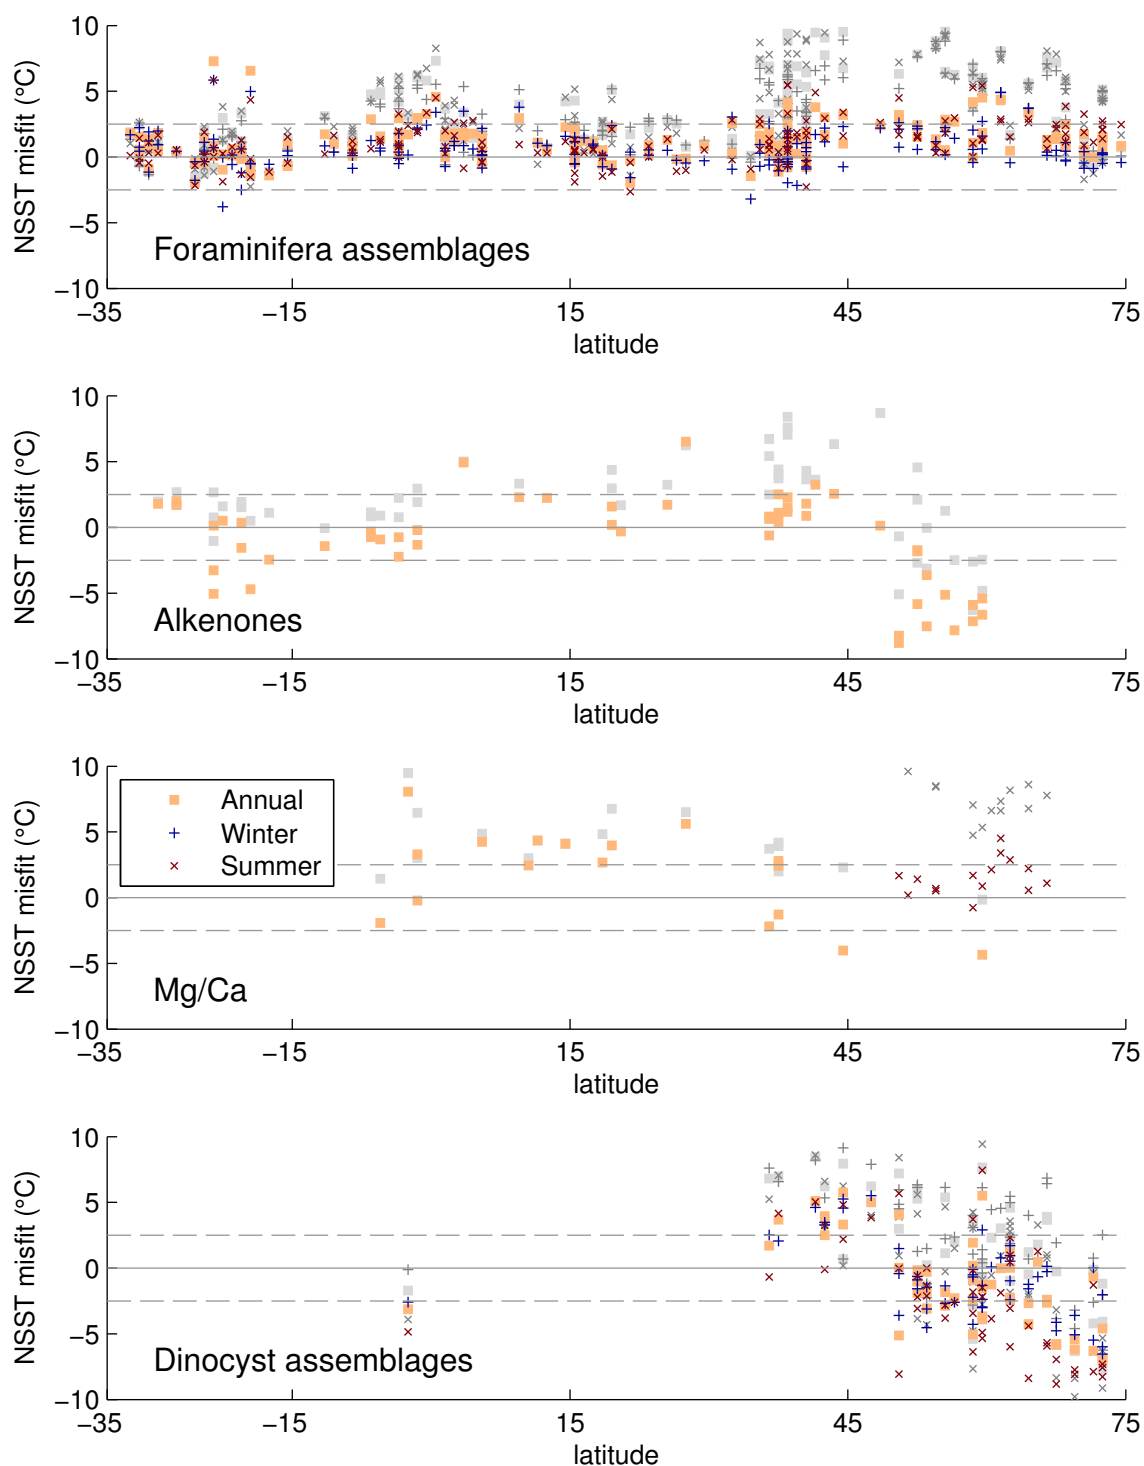 NSST misfit (°C)
10
5
0
−5
−10
Foraminifera assemblages
−35
−15
15
45
75
latitude
NSST misfit (°C)
10
5
0
−5
−10
Alkenones
−35
−15
15
45
75
latitude
NSST misfit (°C)
10
5
0
−5
−10
Annual
Winter
Summer
Mg/Ca
−35
−15
15
45
75
latitude
NSST misfit (°C)
10
5
0
−5
−10
Dinocyst assemblages
−35
−15
15
45
75
latitude